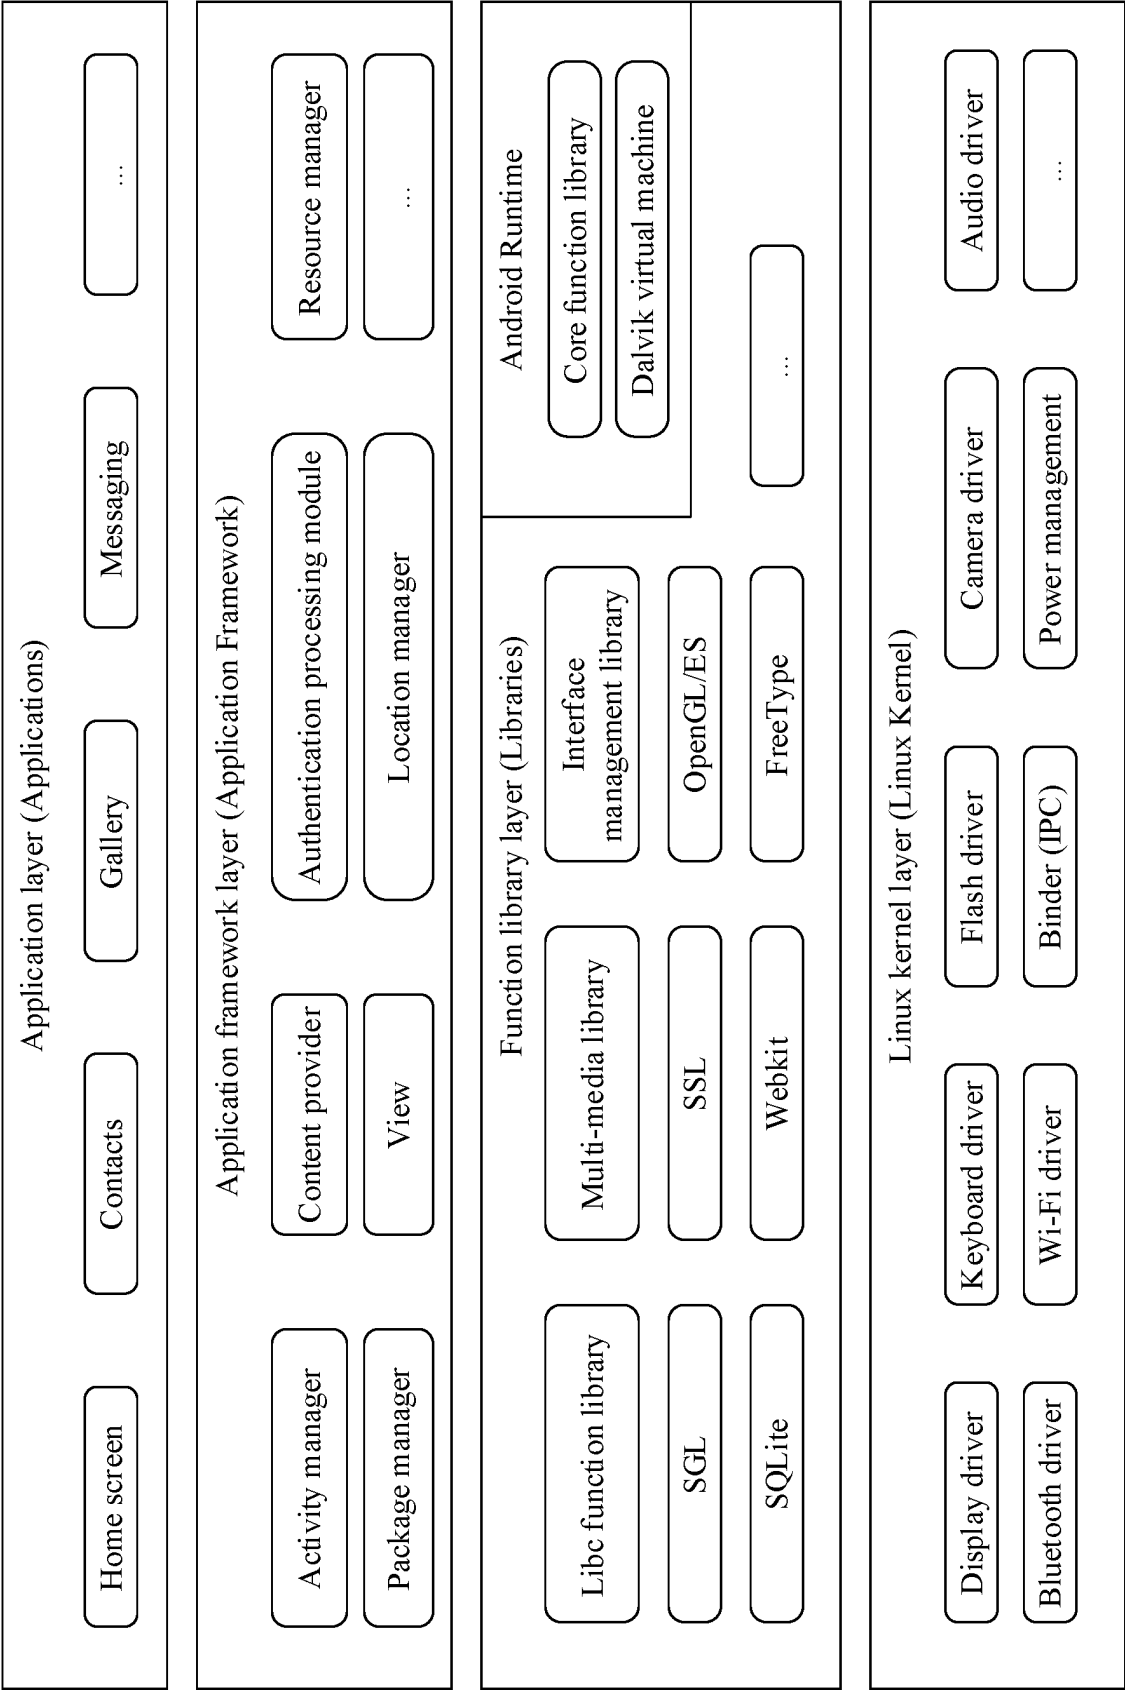 Application layer (Applications)
Home screen
Contacts
Gallery
Messaging
…
Application framework layer (Application Framework)
Activity manager
Content provider
Authentication processing module
Resource manager
Package manager
View
Location manager
…
Function library layer (Libraries)
Libc function library
Multi-media library
Interface
management library
SGL
SSL
OpenGL/ES
SQLite
Webkit
FreeType
…
Android Runtime
Core function library
Dalvik virtual machine
Linux kernel layer (Linux Kernel)
Display driver
Keyboard driver
Flash driver
Camera driver
Audio driver
Bluetooth driver
Wi-Fi driver
Binder (IPC)
Power management
…